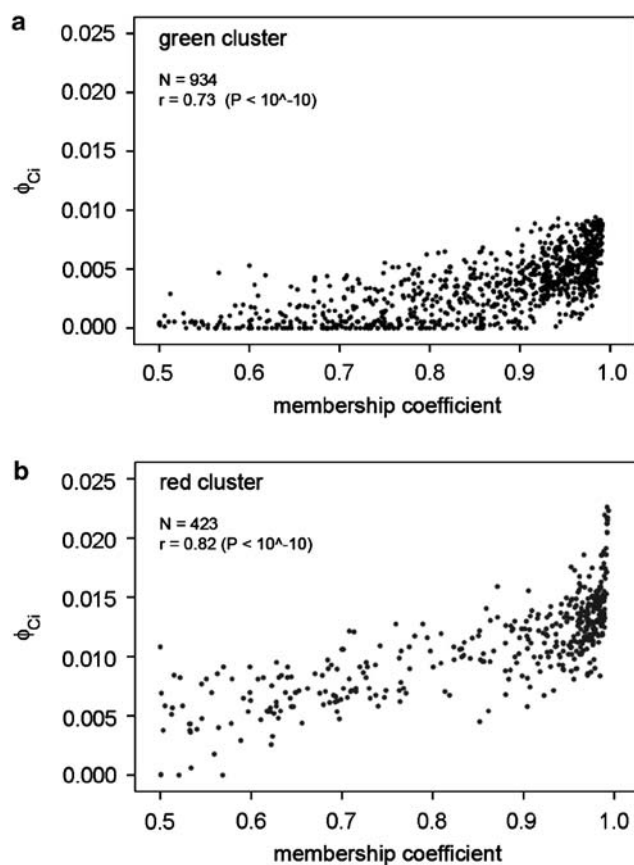 a
green cluster
N = 934
r = 0.73 (P < 10^-10)
0.025
0.020
0.015
0.010
0.005
0.000
ϕCi
0.5 0.6 0.7 0.8 0.9 1.0
membership coefficient
b
red cluster
N = 423
r = 0.82 (P < 10^-10)
0.025
0.020
0.015
0.010
0.005
0.000
ϕCi
0.5 0.6 0.7 0.8 0.9 1.0
membership coefficient